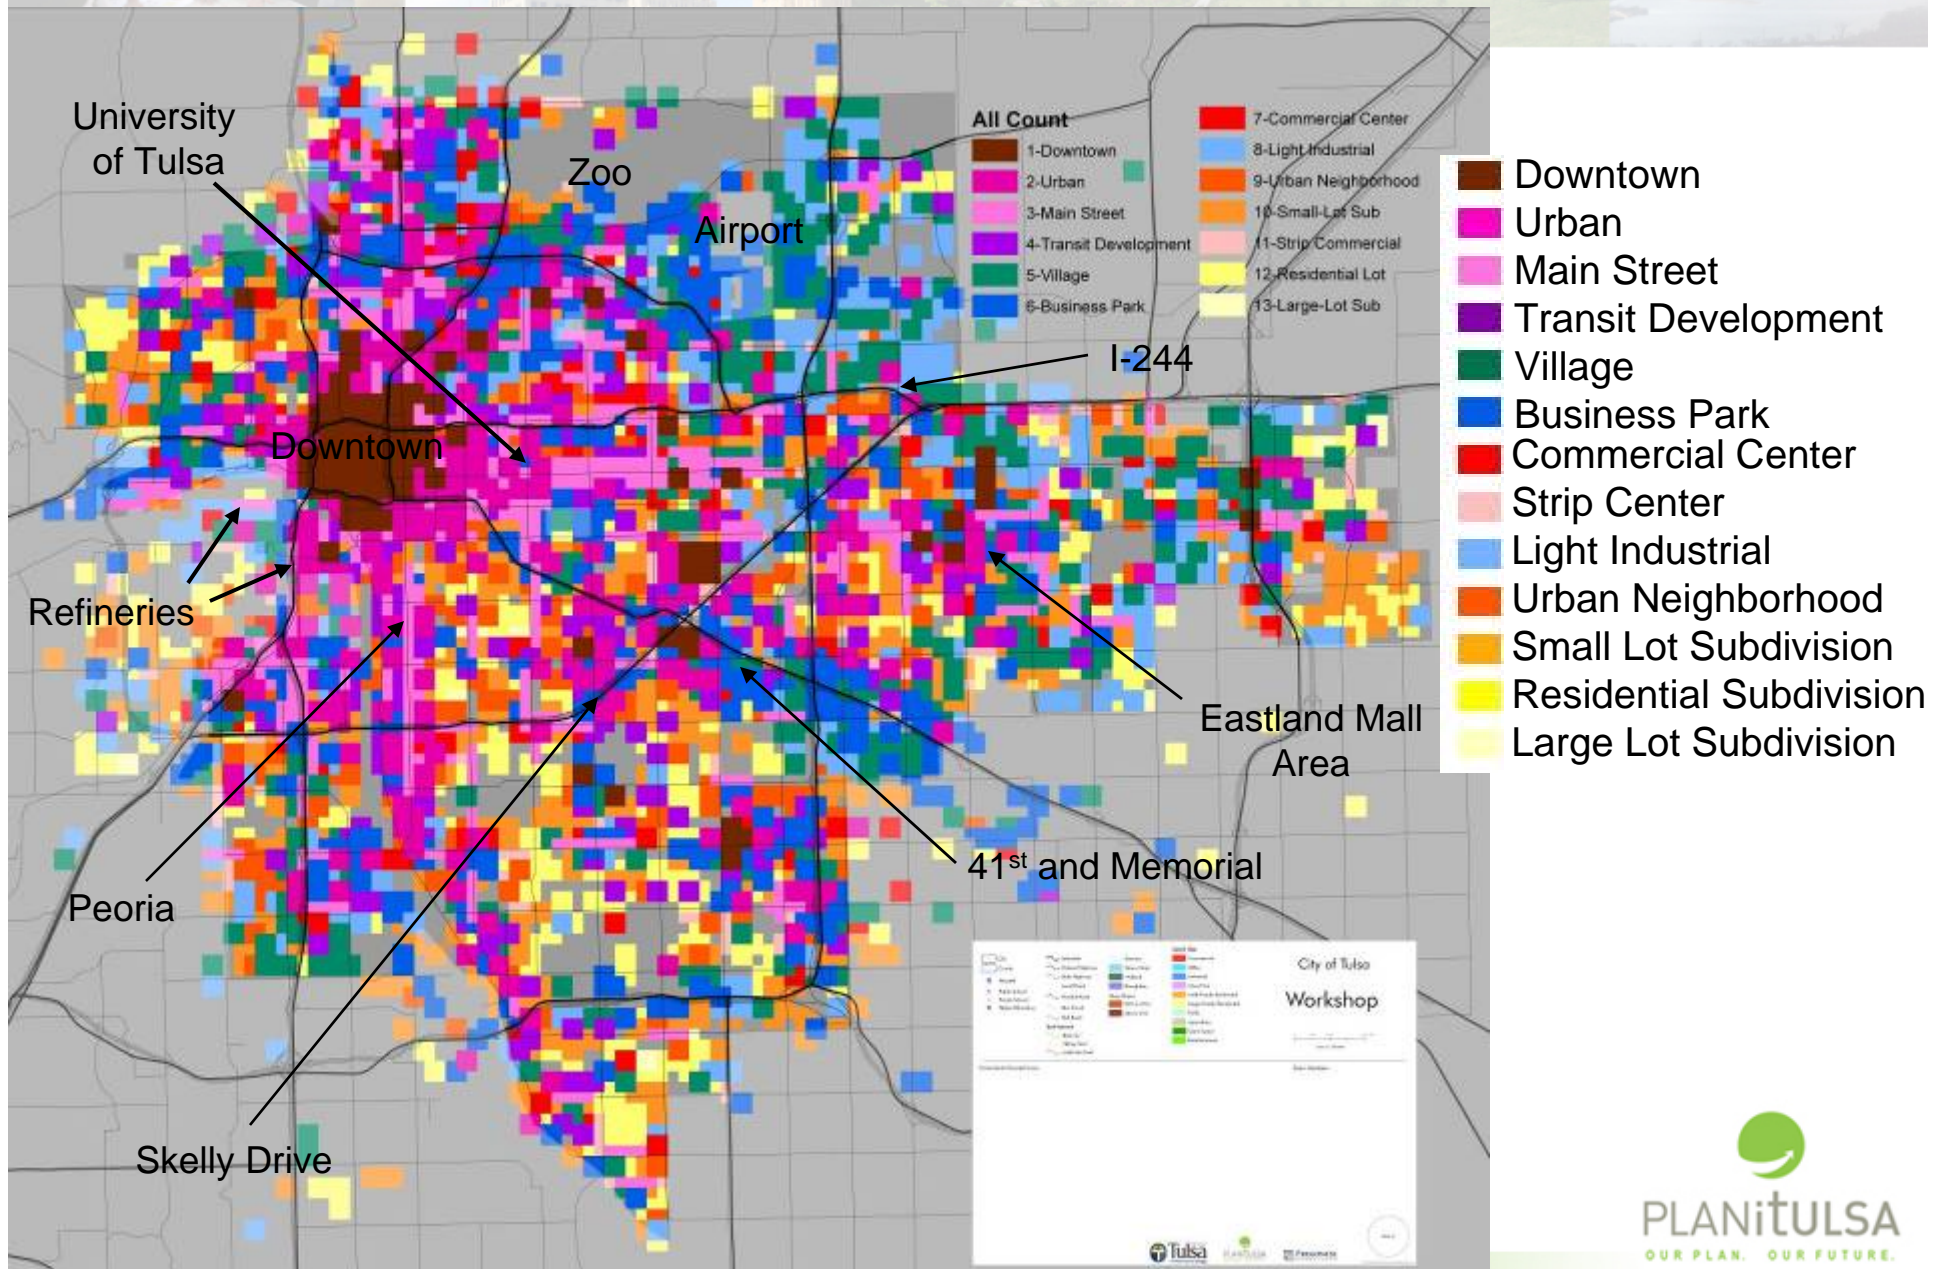 University
of Tulsa
Zoo
Airport
All Count
1-Downtown
2-Urban
3-Main Street
4-Transit Development
5-Village
6-Business Park
7-Commercial Center
8-Light Industrial
9-Urban Neighborhood
10-Small-Lot Sub
11-Strip Commercial
12-Residential Lot
13-Large-Lot Sub
I-244
Downtown
Refineries
Eastland Mall
Area
Peoria
41st and Memorial
Skelly Drive
Downtown
Urban
Main Street
Transit Development
Village
Business Park
Commercial Center
Strip Center
Light Industrial
Urban Neighborhood
Small Lot Subdivision
Residential Subdivision
Large Lot Subdivision
City of Tulsa
Workshop
Tulsa
PLANiTULSA
OUR PLAN. OUR FUTURE.